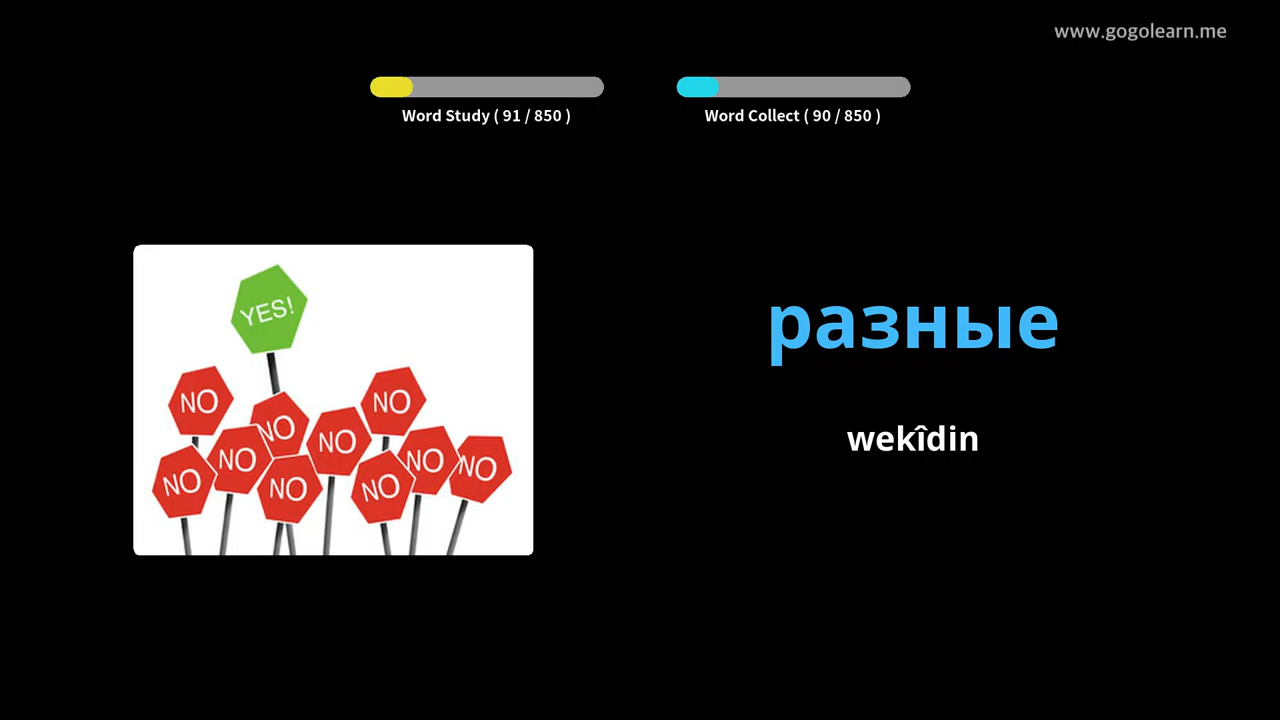 www.gogolearn.me
Word Study ( 91 / 850 )
Word Collect ( 90 / 850 )
YES!
NO
NO
NO
NO
NO
NO
NO
NO
NO
NO
разные
wekîdin